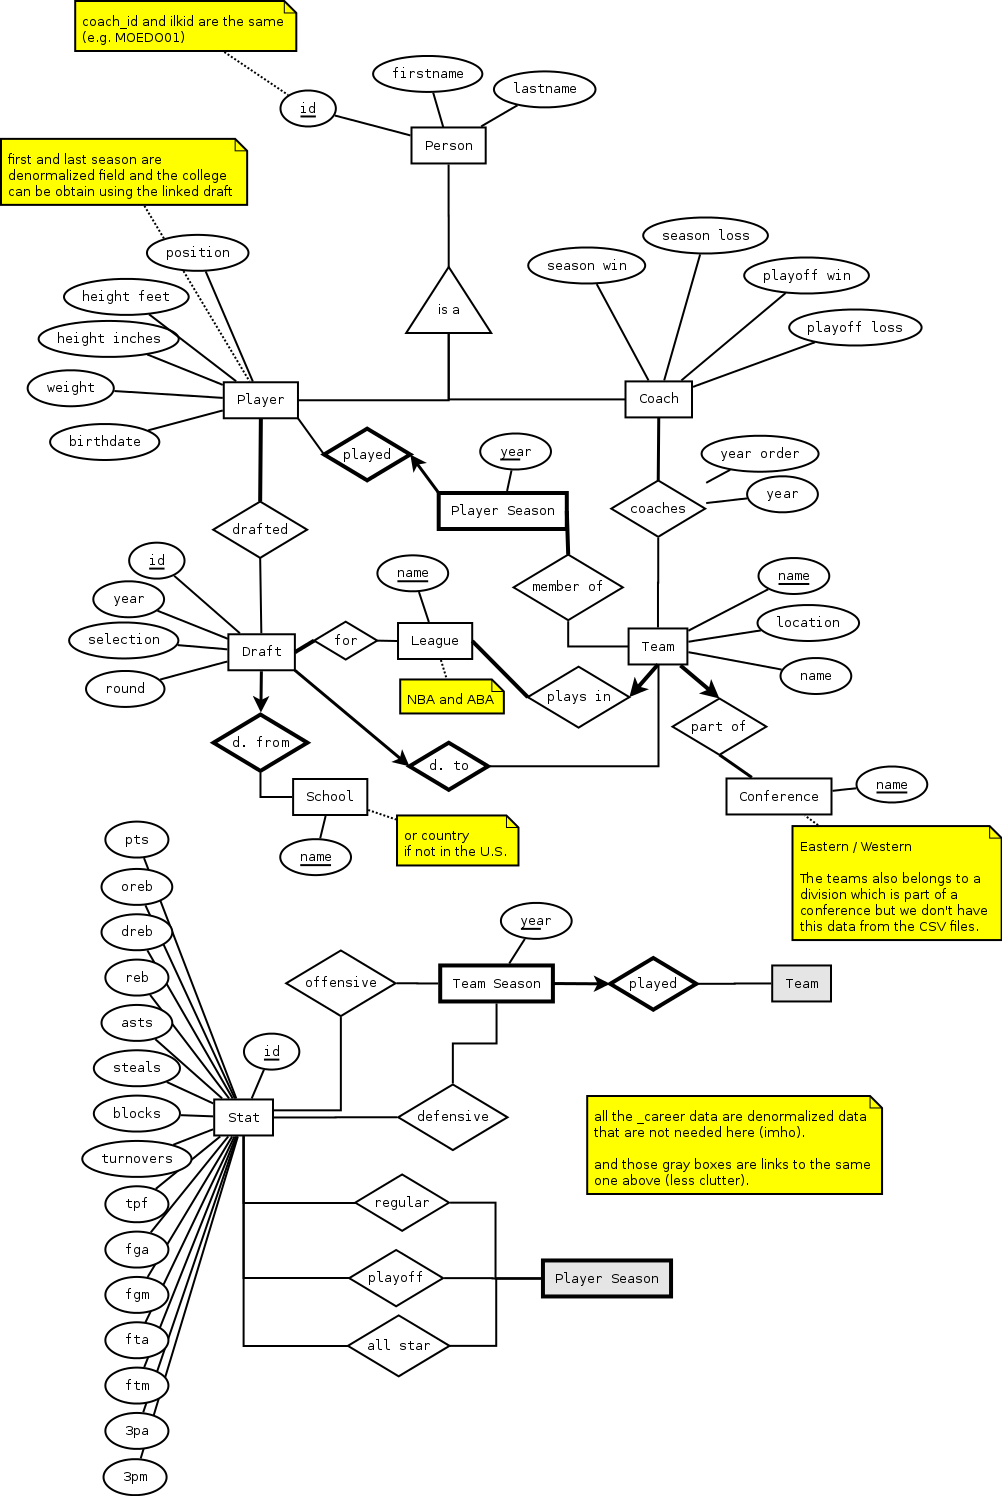 coach_id and ilkid are the same
(e.g. MOEDO01)
firstname
lastname
id
Person
first and last season are
denormalized field and the college
can be obtain using the linked draft
position
season loss
season win
playoff win
height feet
playoff loss
height inches
is a
weight
Player
Coach
birthdate
played
year
year order
Player Season
year
coaches
drafted
id
name
member of
name
year
location
selection
for
League
Team
Draft
name
round
NBA and ABA
plays in
part of
d. from
d. to
School
Conference
name
or country
if not in the U.S.
name
Eastern / Western
The teams also belongs to a
division which is part of a
conference but we don't have
this data from the CSV files.
pts
oreb
dreb
reb
asts
steals
blocks
turnovers
tpf
fga
fgm
fta
ftm
3pa
3pm
year
offensive
Team Season
played
Team
id
Stat
defensive
all the _career data are denormalized data
that are not needed here (imho).
and those gray boxes are links to the same
one above (less clutter).
regular
playoff
Player Season
all star